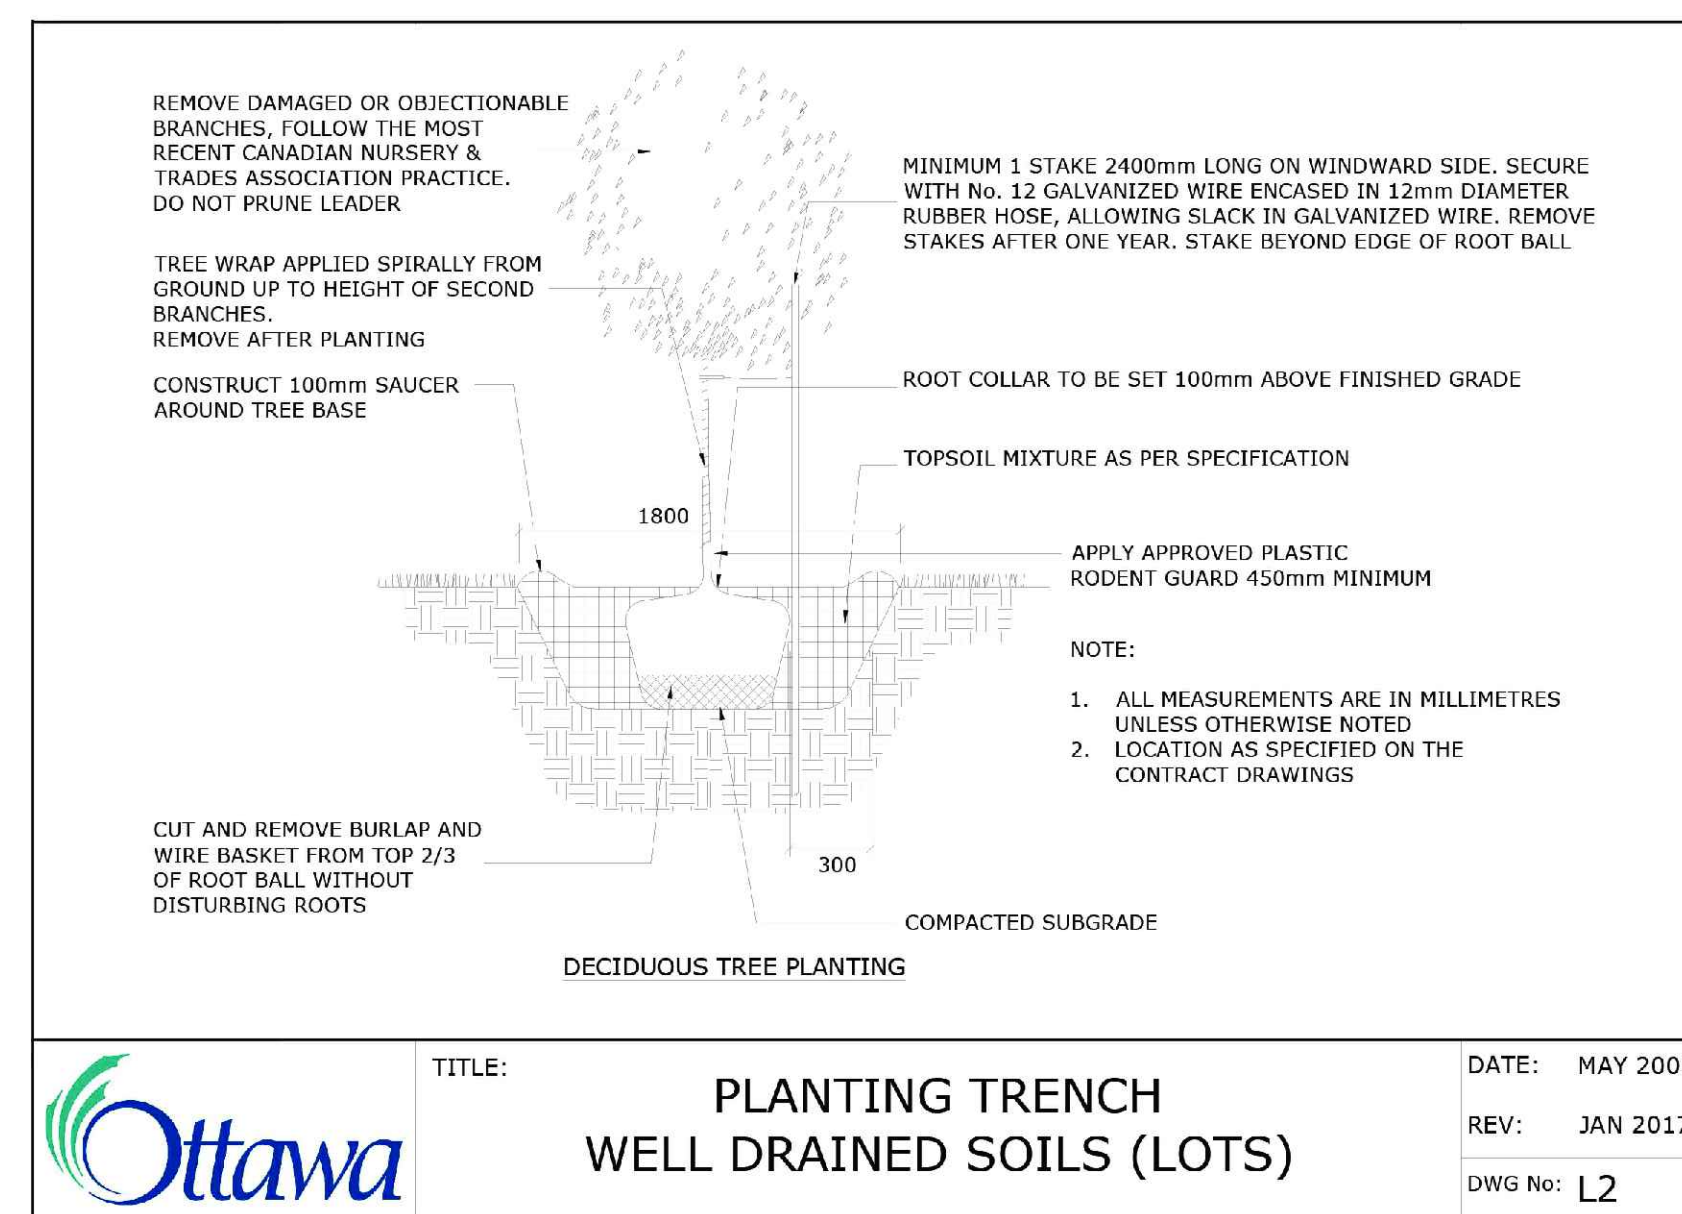 REMOVE DAMAGED OR OBJECTIONABLE
BRANCHES, FOLLOW THE MOST
RECENT CANADIAN NURSERY &
TRADES ASSOCIATION PRACTICE.
DO NOT PRUNE LEADER
TREE WRAP APPLIED SPIRALLY FROM
GROUND UP TO HEIGHT OF SECOND
BRANCHES.
REMOVE AFTER PLANTING
CONSTRUCT 100mm SAUCER
AROUND TREE BASE
MINIMUM 1 STAKE 2400mm LONG ON WINDWARD SIDE. SECURE
WITH No. 12 GALVANIZED WIRE ENCASED IN 12mm DIAMETER
RUBBER HOSE, ALLOWING SLACK IN GALVANIZED WIRE. REMOVE
STAKES AFTER ONE YEAR. STAKE BEYOND EDGE OF ROOT BALL
ROOT COLLAR TO BE SET 100mm ABOVE FINISHED GRADE
TOPSOIL MIXTURE AS PER SPECIFICATION
1800
APPLY APPROVED PLASTIC
RODENT GUARD 450mm MINIMUM
NOTE:
1. ALL MEASUREMENTS ARE IN MILLIMETRES
UNLESS OTHERWISE NOTED
2. LOCATION AS SPECIFIED ON THE
CONTRACT DRAWINGS
CUT AND REMOVE BURLAP AND
WIRE BASKET FROM TOP 2/3
OF ROOT BALL WITHOUT
DISTURBING ROOTS
300
COMPACTED SUBGRADE
DECIDUOUS TREE PLANTING
Ottawa
TITLE:
PLANTING TRENCH
WELL DRAINED SOILS (LOTS)
DATE: MAY 200
REV: JAN 2017
DWG No: L2